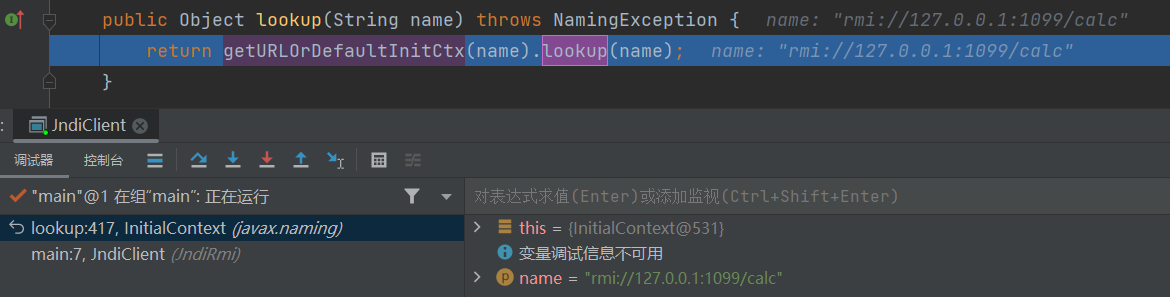 public Object lookup(String name) throws NamingException { name: "rmi://127.0.0.1:1099/calc"
return getURLOrDefaultInitCtx(name).lookup(name); name: "rmi://127.0.0.1:1099/calc"
}
: JndiClient
调试器 控制台
"main"@1 在组"main": 正在运行
对表达式求值(Enter)或添加监视(Ctrl+Shift+Enter)
lookup:417, InitialContext (javax.naming)
main:7, JndiClient (JndiRmi)
this = {InitialContext@531}
变量调试信息不可用
name = "rmi://127.0.0.1:1099/calc"